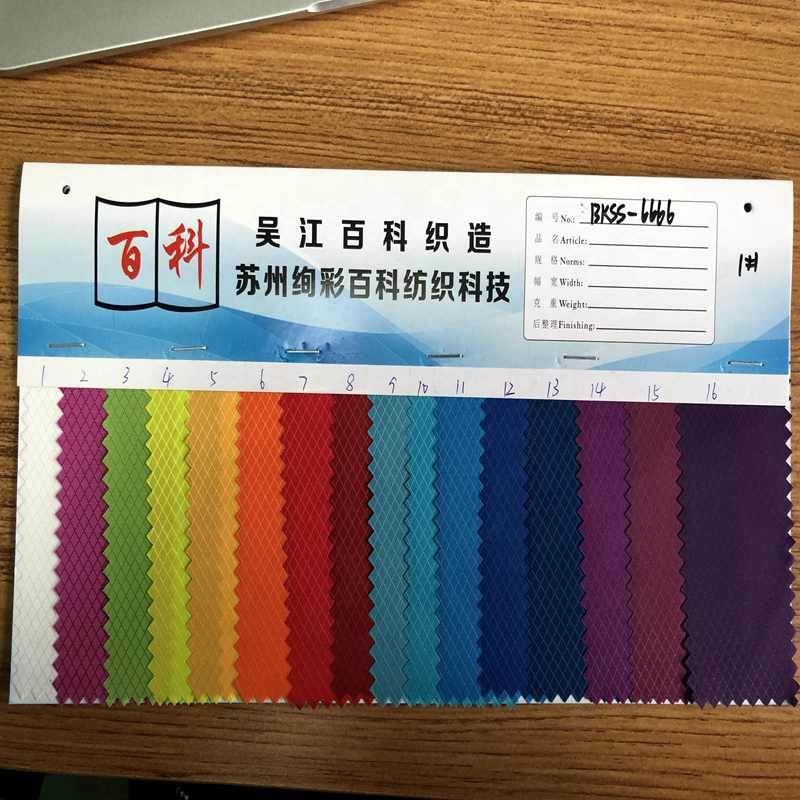 百科
吴江百科织造
苏州绚彩百科纺织科技
编 号No.: BKSS-6666
品 名Article:
规 格Norms:
幅 宽Width:
克 重Weight:
后整理Finishing:
1#
1 2 3 4 5 6 7 8 9 10 11 12 13 14 15 16